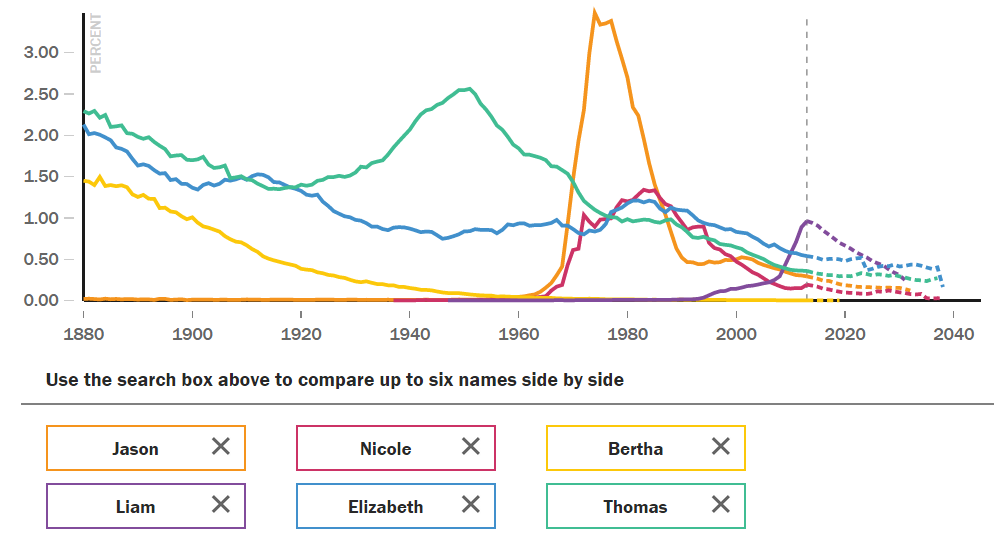 PERCENT
3.00
2.50
2.00
1.50
1.00
0.50
0.00
1880 1900 1920 1940 1960 1980 2000 2020 2040
Use the search box above to compare up to six names side by side
Jason Nicole Bertha
Liam Elizabeth Thomas